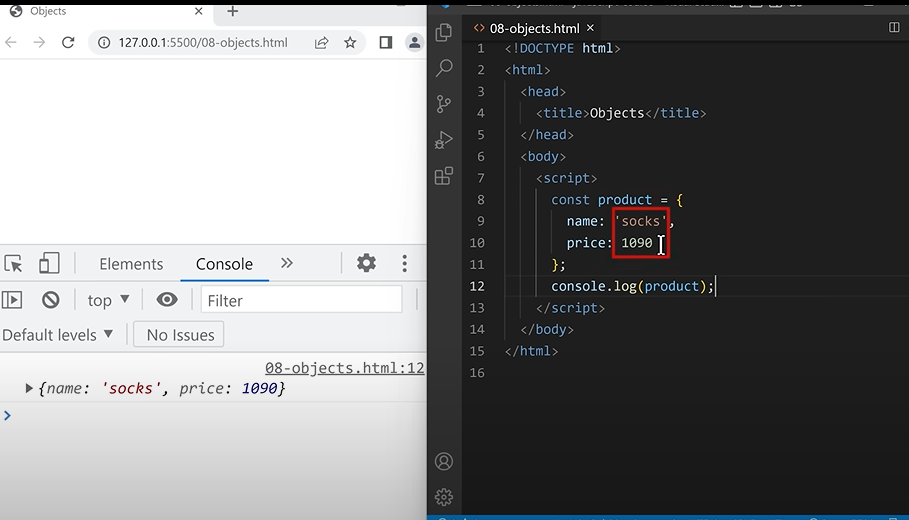 Objects
127.0.0.1:5500/08-objects.html
Elements
Console
top
Filter
Default levels
No Issues
08-objects.html:12
{name: 'socks', price: 1090}
08-objects.html
1 <!DOCTYPE html>
2 <html>
3 <head>
4 <title>Objects</title>
5 </head>
6 <body>
7 <script>
8 const product = {
9 name: 'socks',
10 price: 1090
11 };
12 console.log(product);
13 </script>
14 </body>
15 </html>
16